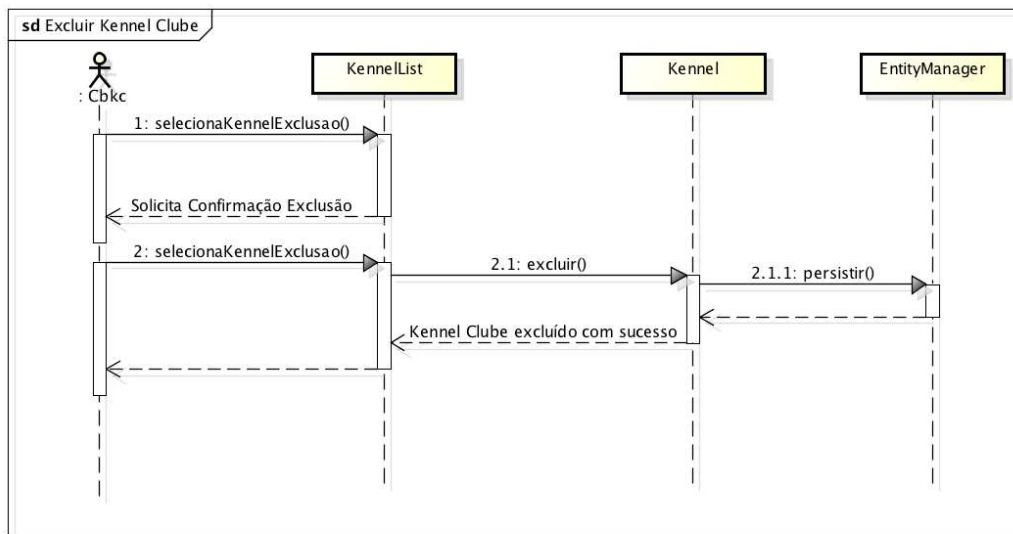 sd Excluir Kennel Clube
: Cbkc
KennelList
Kennel
EntityManager
1: selecionaKennelExclusao()
Solicita Confirmação Exclusão
2: selecionaKennelExclusao()
2.1: excluir()
2.1.1: persistir()
Kennel Clube excluído com sucesso